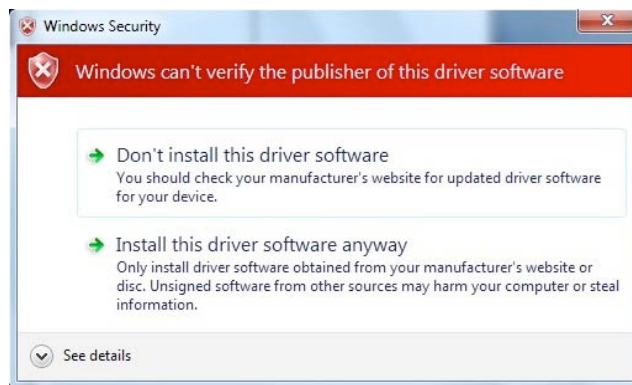 Windows Security
Windows can't verify the publisher of this driver software
Don't install this driver software
You should check your manufacturer's website for updated driver software
for your device.
Install this driver software anyway
Only install driver software obtained from your manufacturer's website or
disc. Unsigned software from other sources may harm your computer or steal
information.
See details